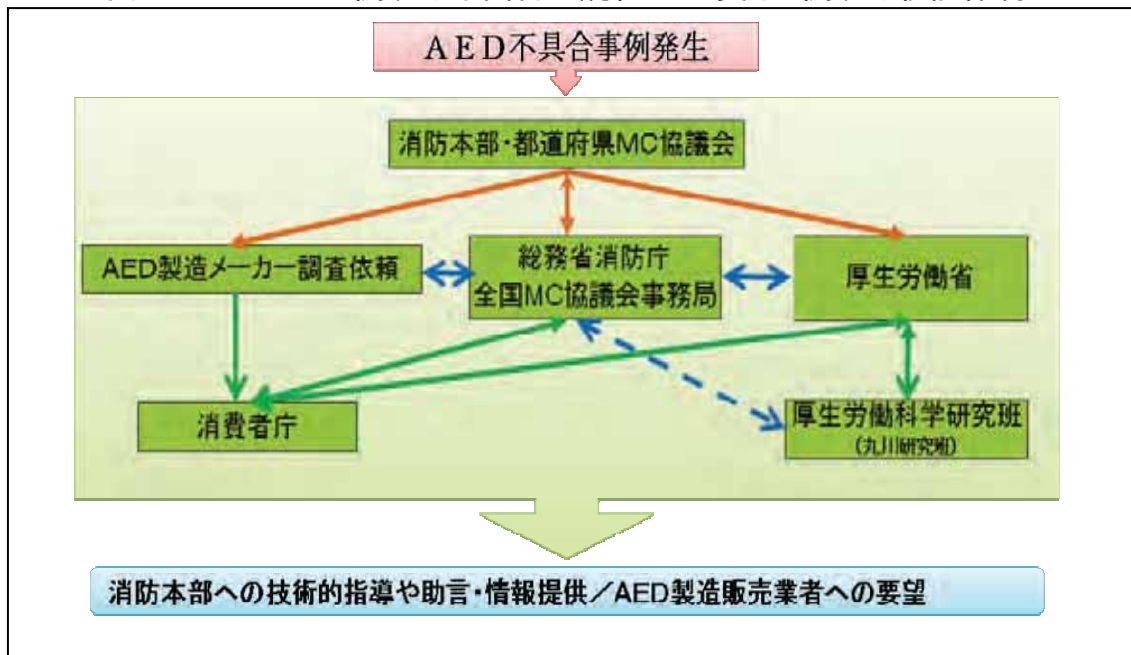 AED不具合事例発生
消防本部・都道府県MC協議会
AED製造メーカー調査依頼
総務省消防庁
全国MC協議会事務局
厚生労働省
消費者庁
厚生労働科学研究班
(丸川研究班)
消防本部への技術的指導や助言・情報提供／AED製造販売業者への要望